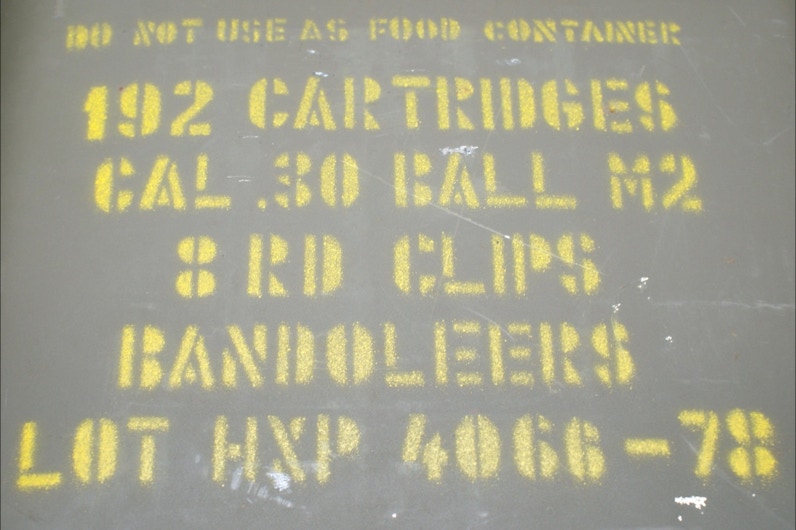 DO NOT USE AS FOOD CONTAINER
192 CARTRIDGES
CAL .30 BALL M2
8 RD CLIPS
BANDOLEERS
LOT HXP 4066-78